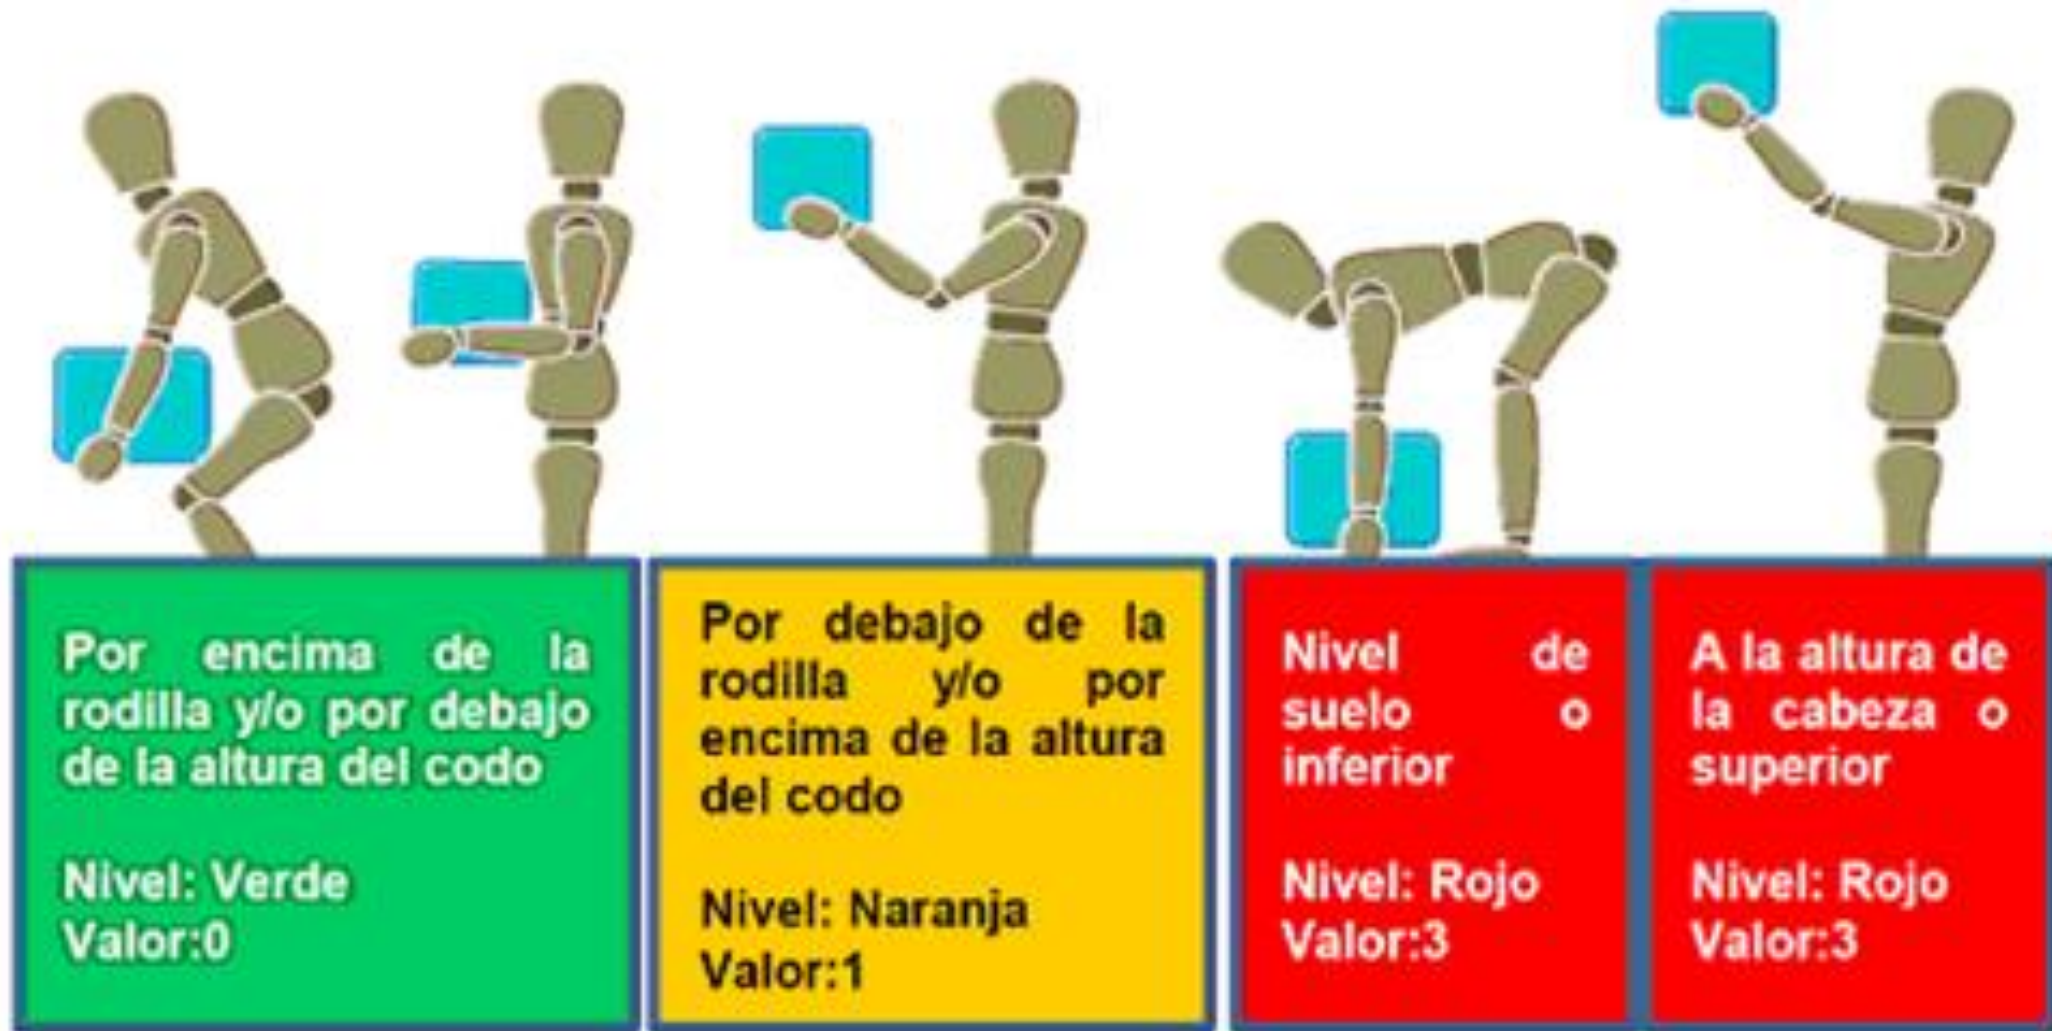 Por encima de la
rodilla y/o por debajo
de la altura del codo
Nivel: Verde
Valor:0
Por debajo de la
rodilla y/o por
encima de la altura
del codo
Nivel: Naranja
Valor:1
Nivel de
suelo o
inferior
Nivel: Rojo
Valor:3
A la altura de
la cabeza o
superior
Nivel: Rojo
Valor:3